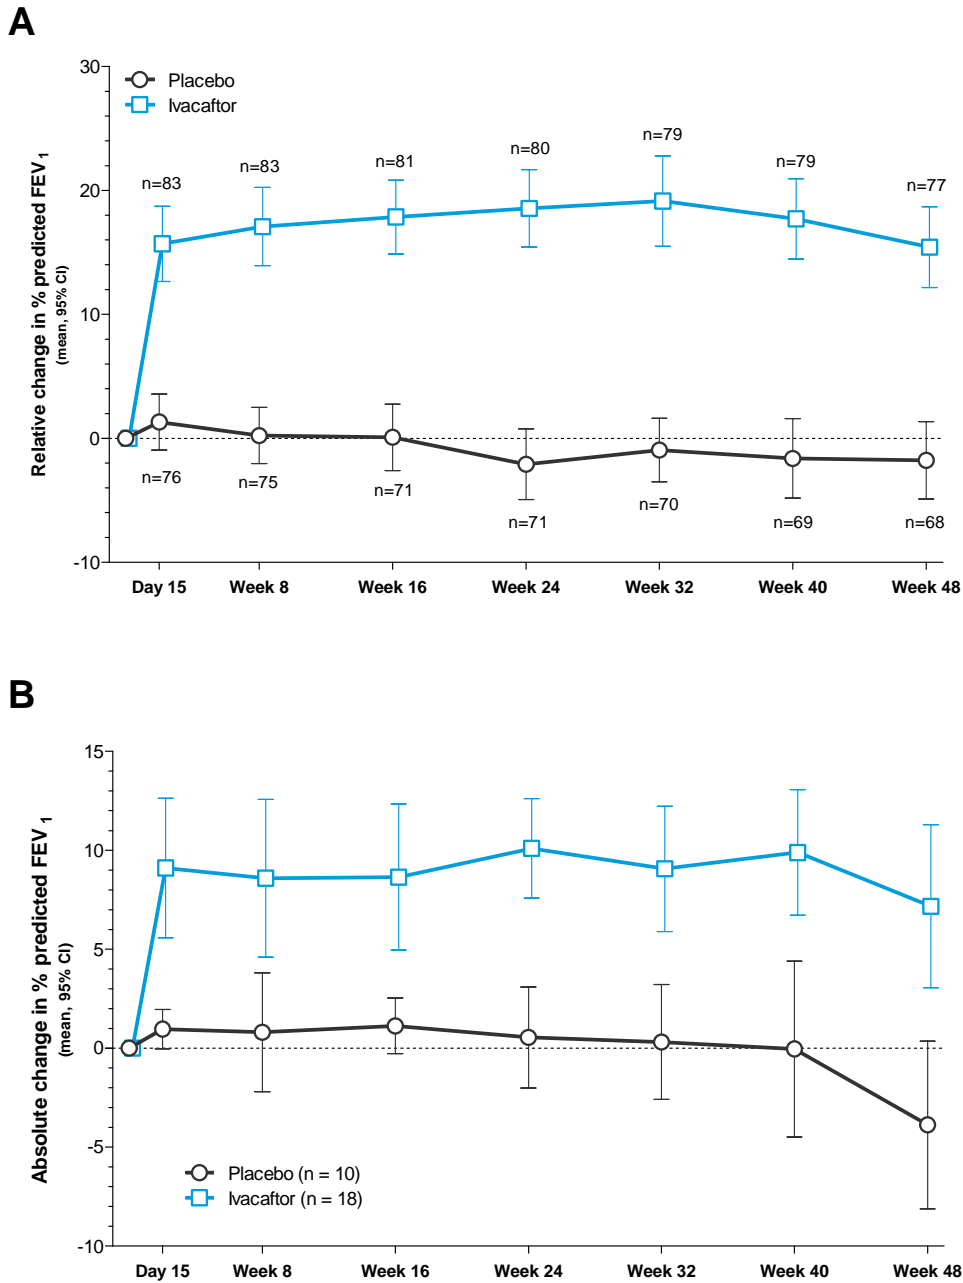 A
30
Placebo
Ivacaftor
n=83
n=83
n=81
n=80
n=79
n=79
n=77
20
10
0
-10
Relative change in % predicted FEV1
(mean, 95% CI)
n=76
n=75
n=71
n=71
n=70
n=69
n=68
Day 15 Week 8 Week 16 Week 24 Week 32 Week 40 Week 48
B
15
10
5
0
-5
-10
Absolute change in % predicted FEV1
(mean, 95% CI)
Placebo (n = 10)
Ivacaftor (n = 18)
Day 15 Week 8 Week 16 Week 24 Week 32 Week 40 Week 48